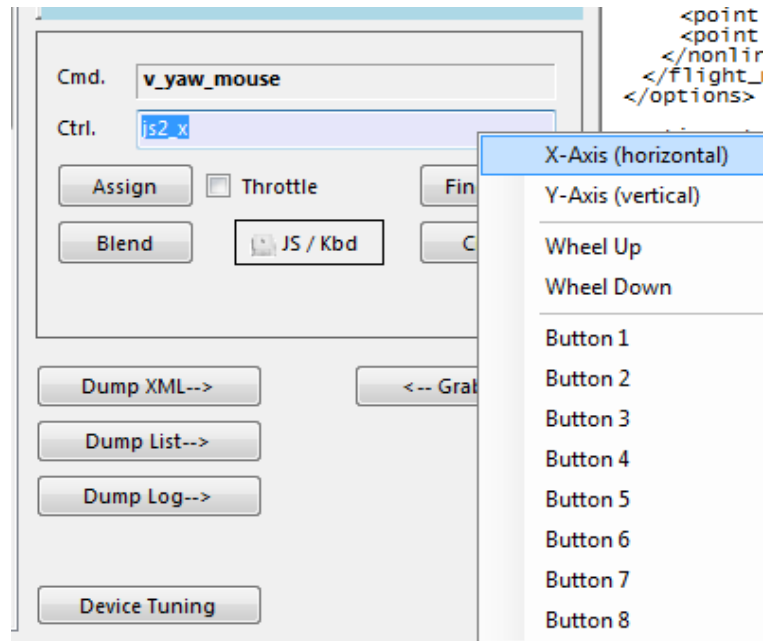 <point
<point
</nonlin
</flight_
</options>
Cmd. v_yaw_mouse
Ctrl. js2_x
Assign Throttle Fin
Blend JS / Kbd
Dump XML--> <-- Grab
Dump List-->
Dump Log-->
Device Tuning
X-Axis (horizontal)
Y-Axis (vertical)
Wheel Up
Wheel Down
Button 1
Button 2
Button 3
Button 4
Button 5
Button 6
Button 7
Button 8